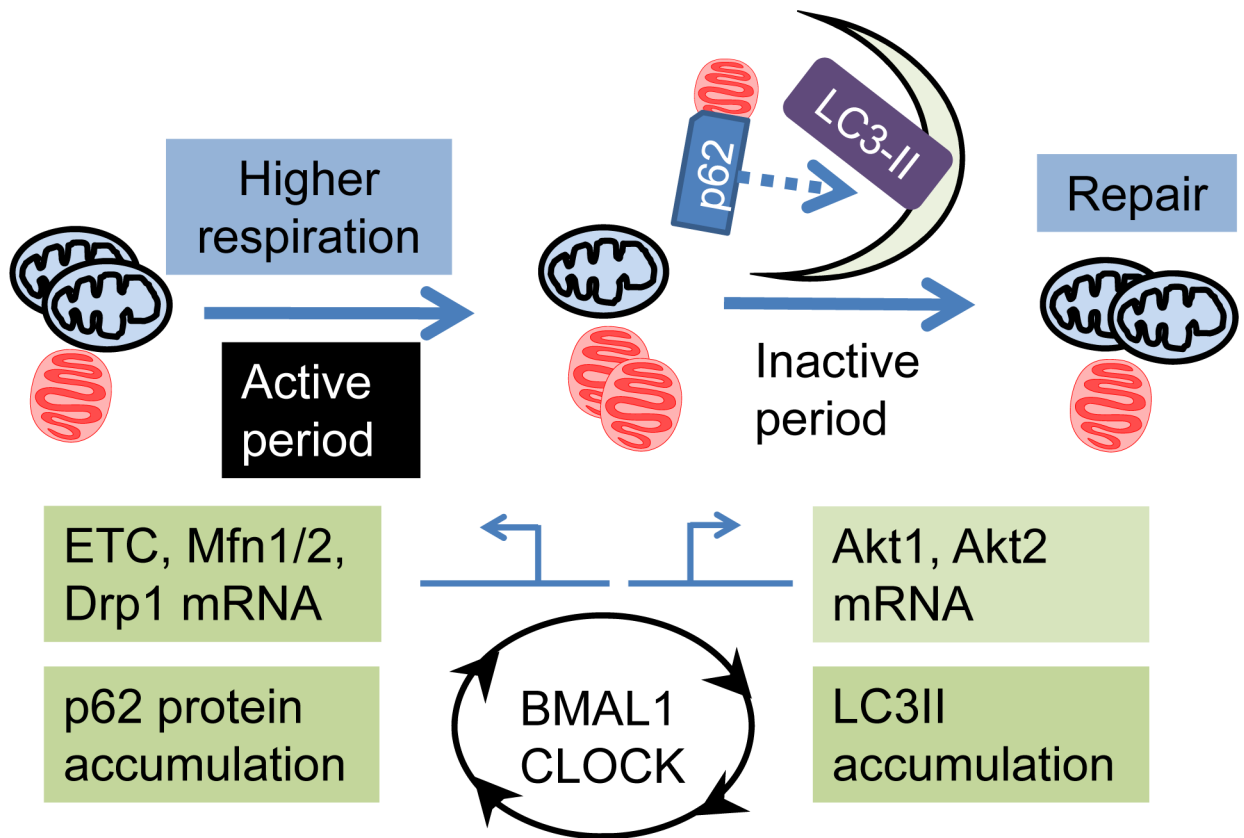 Higher
respiration
Active
period
p62
LC3-II
Inactive
period
Repair
ETC, Mfn1/2,
Drp1 mRNA
Akt1, Akt2
mRNA
p62 protein
accumulation
BMAL1
CLOCK
LC3II
accumulation